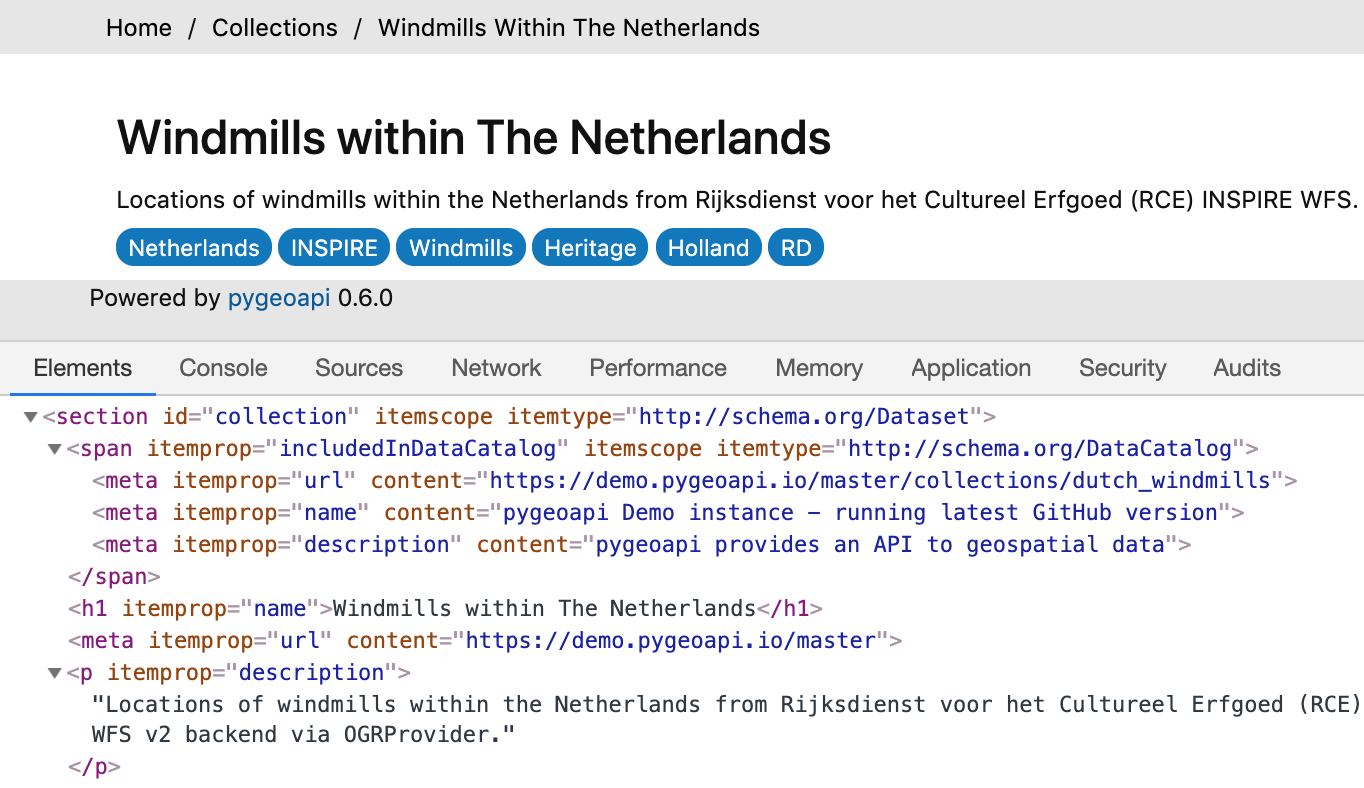 Home / Collections / Windmills Within The Netherlands
Windmills within The Netherlands
Locations of windmills within the Netherlands from Rijksdienst voor het Cultureel Erfgoed (RCE) INSPIRE WFS.
Netherlands INSPIRE Windmills Heritage Holland RD
Powered by pygeoapi 0.6.0
Elements Console Sources Network Performance Memory Application Security Audits
▼<section id="collection" itemscope itemtype="http://schema.org/Dataset">
▼<span itemprop="includedInDataCatalog" itemscope itemtype="http://schema.org/DataCatalog">
<meta itemprop="url" content="https://demo.pygeoapi.io/master/collections/dutch_windmills">
<meta itemprop="name" content="pygeoapi Demo instance – running latest GitHub version">
<meta itemprop="description" content="pygeoapi provides an API to geospatial data">
</span>
<h1 itemprop="name">Windmills within The Netherlands</h1>
<meta itemprop="url" content="https://demo.pygeoapi.io/master">
▼<p itemprop="description">
"Locations of windmills within the Netherlands from Rijksdienst voor het Cultureel Erfgoed (RCE)
WFS v2 backend via OGRProvider."
</p>